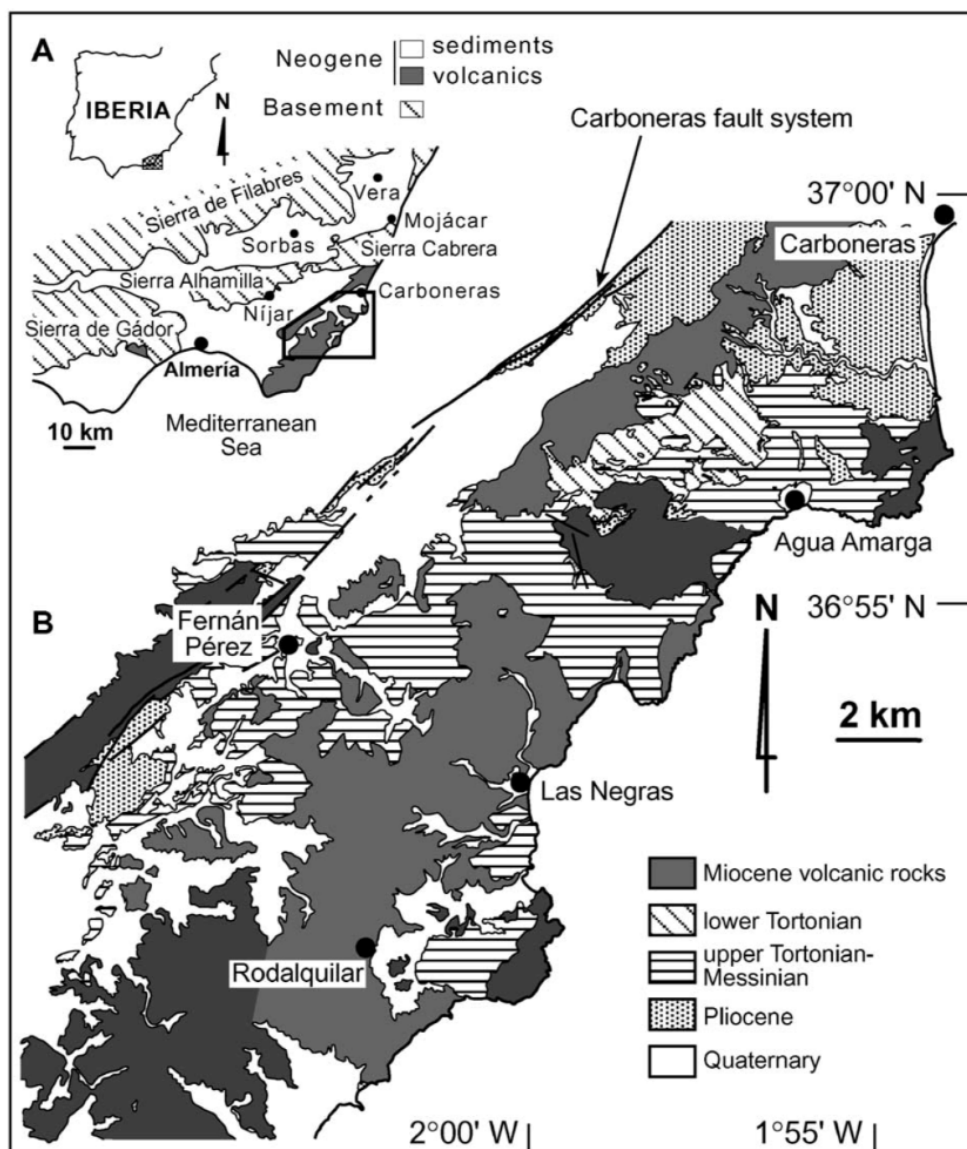 A
IBERIA
N
Neogene
sediments
volcanics
Basement
Carboneras fault system
37°00' N
Carboneras
Sierra de Filabres
Vera
Mojácar
Sorbas
Sierra Cabrera
Sierra Alhamilla
Carboneras
Níjar
Sierra de Gádor
Almería
Mediterranean
Sea
10 km
Agua Amarga
36°55' N
B
Fernán
Pérez
N
2 km
Las Negras
Rodalquilar
Miocene volcanic rocks
lower Tortonian
upper Tortonian-
Messinian
Pliocene
Quaternary
2°00' W
1°55' W